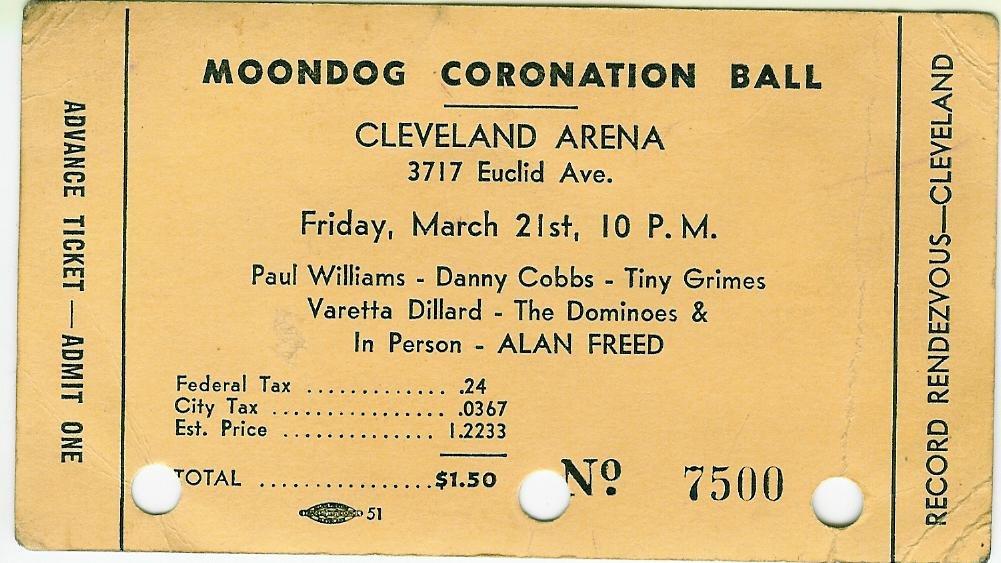 ADVANCE TICKET — ADMIT ONE
MOONDOG CORONATION BALL
CLEVELAND ARENA
3717 Euclid Ave.
Friday, March 21st, 10 P. M.
Paul Williams - Danny Cobbs - Tiny Grimes
Varetta Dillard - The Dominoes &
In Person - ALAN FREED
Federal Tax ............. .24
City Tax ................ .0367
Est. Price .............. 1.2233
TOTAL ................$1.50
Nº 7500
51
RECORD RENDEZVOUS—CLEVELAND